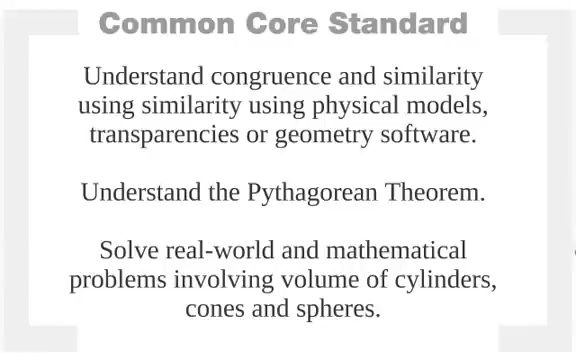 Common Core Standard
Understand congruence and similarity
using similarity using physical models,
transparencies or geometry software.
Understand the Pythagorean Theorem.
Solve real-world and mathematical
problems involving volume of cylinders,
cones and spheres.